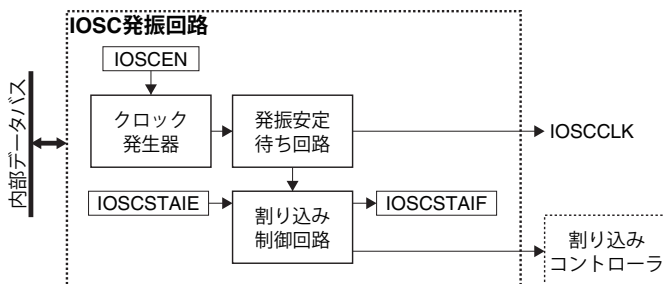 IOSC発振回路
IOSCEN
内部データバス
クロック
発生器
発振安定
待ち回路
IOSCCLK
IOSCSTAIE
割り込み
制御回路
IOSCSTAIF
割り込み
コントローラ